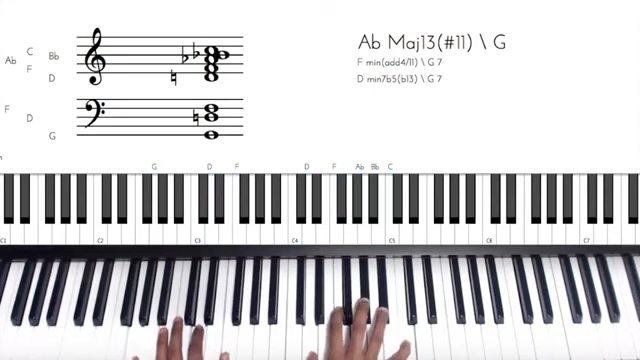 Ab Maj13(#11) \ G
F min(add4/11) \ G 7
D min7b5(b13) \ G 7
C
Ab Bb
F
D
F
D
G
G D F D F Ab Bb C
C1 C2 C3 C4 C5 C6 C7